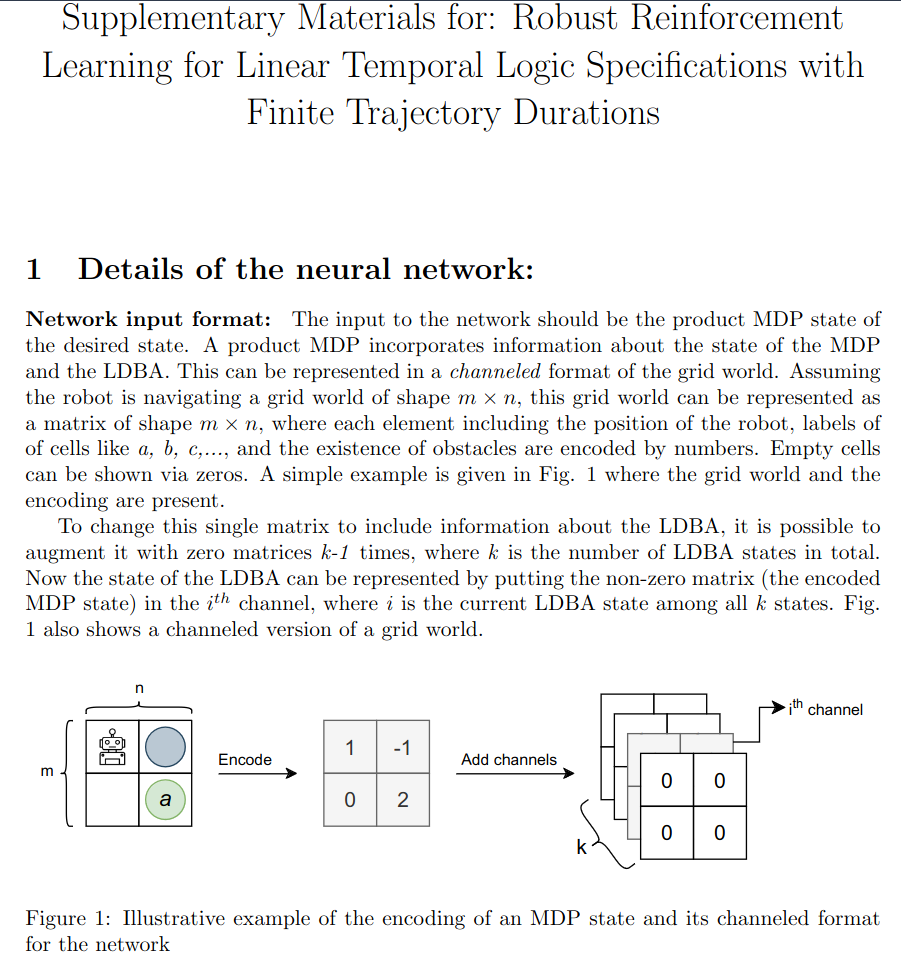 Supplementary Materials for: Robust Reinforcement
Learning for Linear Temporal Logic Specifications with
Finite Trajectory Durations
1 Details of the neural network:
Network input format: The input to the network should be the product MDP state of
the desired state. A product MDP incorporates information about the state of the MDP
and the LDBA. This can be represented in a channeled format of the grid world. Assuming
the robot is navigating a grid world of shape m × n, this grid world can be represented as
a matrix of shape m × n, where each element including the position of the robot, labels of
of cells like a, b, c,..., and the existence of obstacles are encoded by numbers. Empty cells
can be shown via zeros. A simple example is given in Fig. 1 where the grid world and the
encoding are present.
To change this single matrix to include information about the LDBA, it is possible to
augment it with zero matrices k-1 times, where k is the number of LDBA states in total.
Now the state of the LDBA can be represented by putting the non-zero matrix (the encoded
MDP state) in the i^th channel, where i is the current LDBA state among all k states. Fig.
1 also shows a channeled version of a grid world.
n
m
a
Encode
1 -1
0 2
Add channels
i^th channel
0 0
0 0
k
Figure 1: Illustrative example of the encoding of an MDP state and its channeled format
for the network